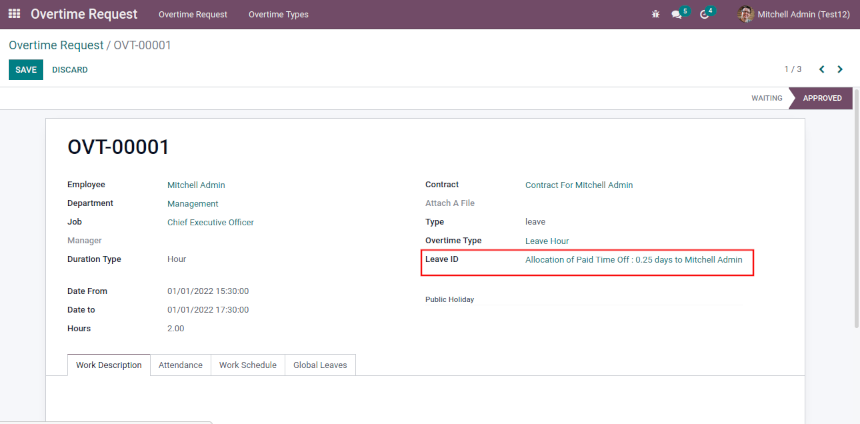 Overtime Request Overtime Request Overtime Types 5 4 Mitchell Admin (Test12)
Overtime Request / OVT-00001
SAVE DISCARD 1 / 3
WAITING APPROVED
OVT-00001
Employee Mitchell Admin Contract Contract For Mitchell Admin
Department Management Attach A File
Job Chief Executive Officer Type leave
Manager Overtime Type Leave Hour
Duration Type Hour Leave ID Allocation of Paid Time Off : 0.25 days to Mitchell Admin
Date From 01/01/2022 15:30:00 Public Holiday
Date to 01/01/2022 17:30:00
Hours 2.00
Work Description Attendance Work Schedule Global Leaves